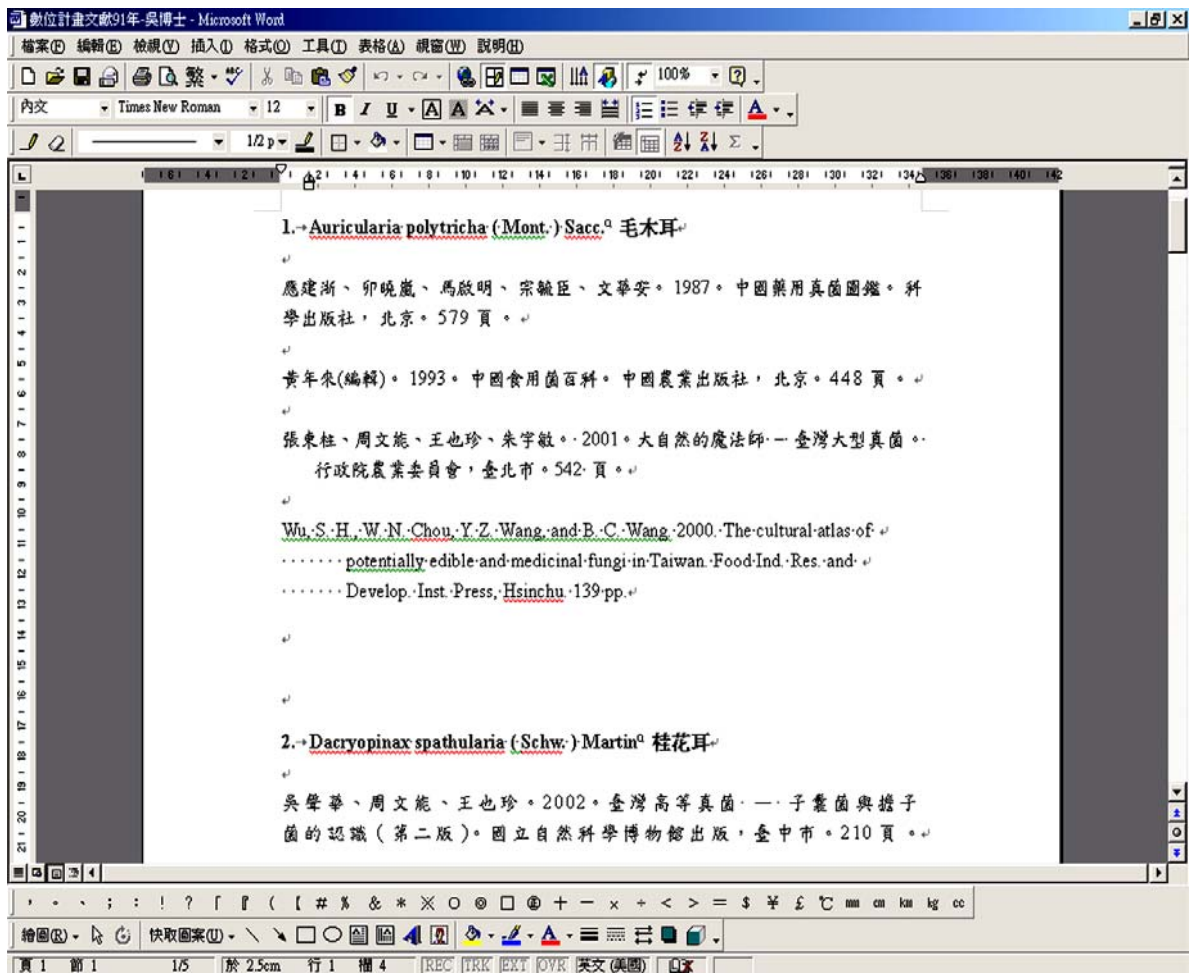 數位計畫文獻91年-吳博士 - Microsoft Word
檔案(F) 編輯(E) 檢視(V) 插入(I) 格式(O) 工具(T) 表格(A) 視窗(W) 說明(H)
100%
內文 Times New Roman 12 B I U A A A
1/2 p
1. Auricularia polytricha ( Mont. ) Sacc. 毛木耳
應建浙、卯曉嵐、馬啟明、宗毓臣、文華安。1987。中國藥用真菌圖鑑。科
學出版社,北京。579 頁。
黃年來(編輯)。1993。中國食用菌百科。中國農業出版社,北京。448 頁。
張東柱、周文能、王也珍、朱宇敏。2001。大自然的魔法師 — 臺灣大型真菌。
行政院農業委員會,臺北市。542 頁。
Wu, S. H., W. N. Chou, Y. Z. Wang, and B. C. Wang. 2000. The cultural atlas of
potentially edible and medicinal fungi in Taiwan. Food Ind. Res. and
Develop. Inst. Press, Hsinchu. 139 pp.
2. Dacryopinax spathularia ( Schw. ) Martin 桂花耳
吳聲華、周文能、王也珍。2002。臺灣高等真菌 — 子囊菌與擔子
菌的認識(第二版)。國立自然科學博物館出版,臺中市。210 頁。
, 。 、 ; : ! ? 「 『 ( [ # % & * ※ ○ ◎ □ + − × ÷ < > = $ ¥ £ ℃ mm cm km kg cc
繪圖(R) 快取圖案(U) A
頁 1 節 1 1/5 於 2.5cm 行 1 欄 4 REC TRK EXT OVR 英文 (美國)